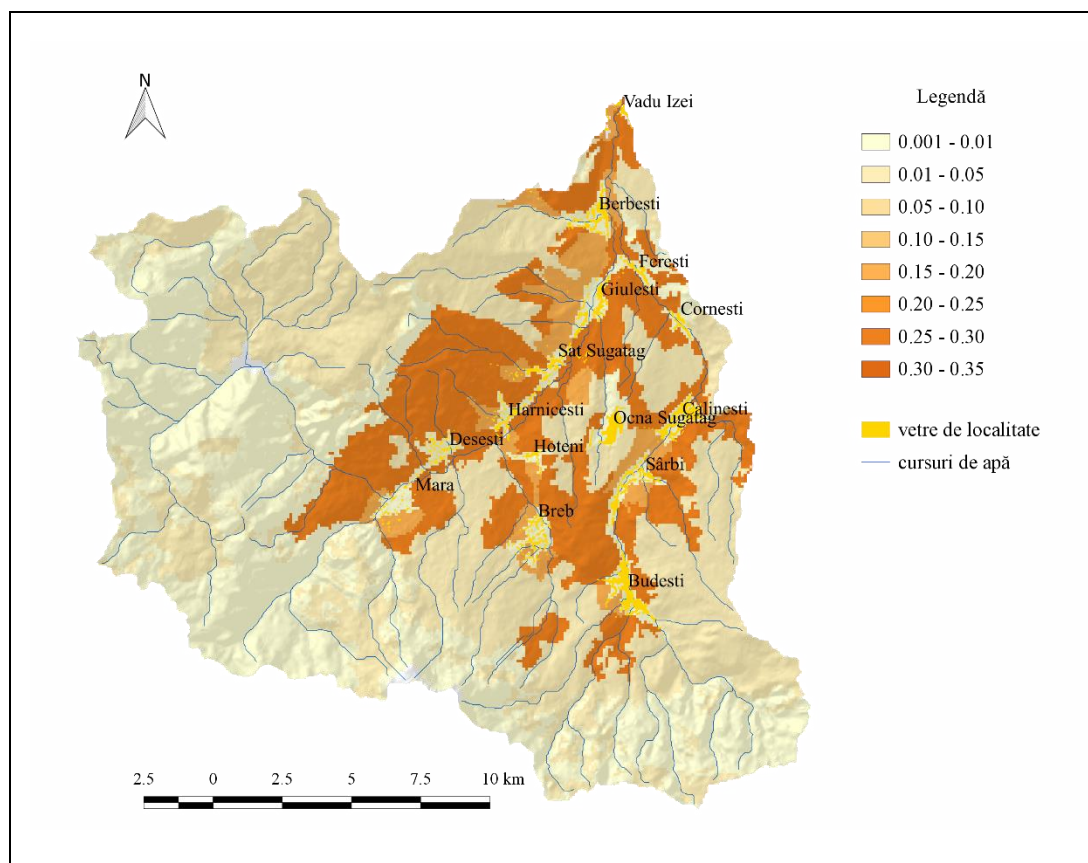 N
Vadu Izei
Berbesti
Feresti
Giulesti
Cornesti
Sat Sugatag
Harnicesti
Calinesti
Ocna Sugatag
Desesti
Hoteni
Sârbi
Mara
Breb
Budesti
Legendă
0.001 - 0.01
0.01 - 0.05
0.05 - 0.10
0.10 - 0.15
0.15 - 0.20
0.20 - 0.25
0.25 - 0.30
0.30 - 0.35
vetre de localitate
cursuri de apă
2.5 0 2.5 5 7.5 10 km